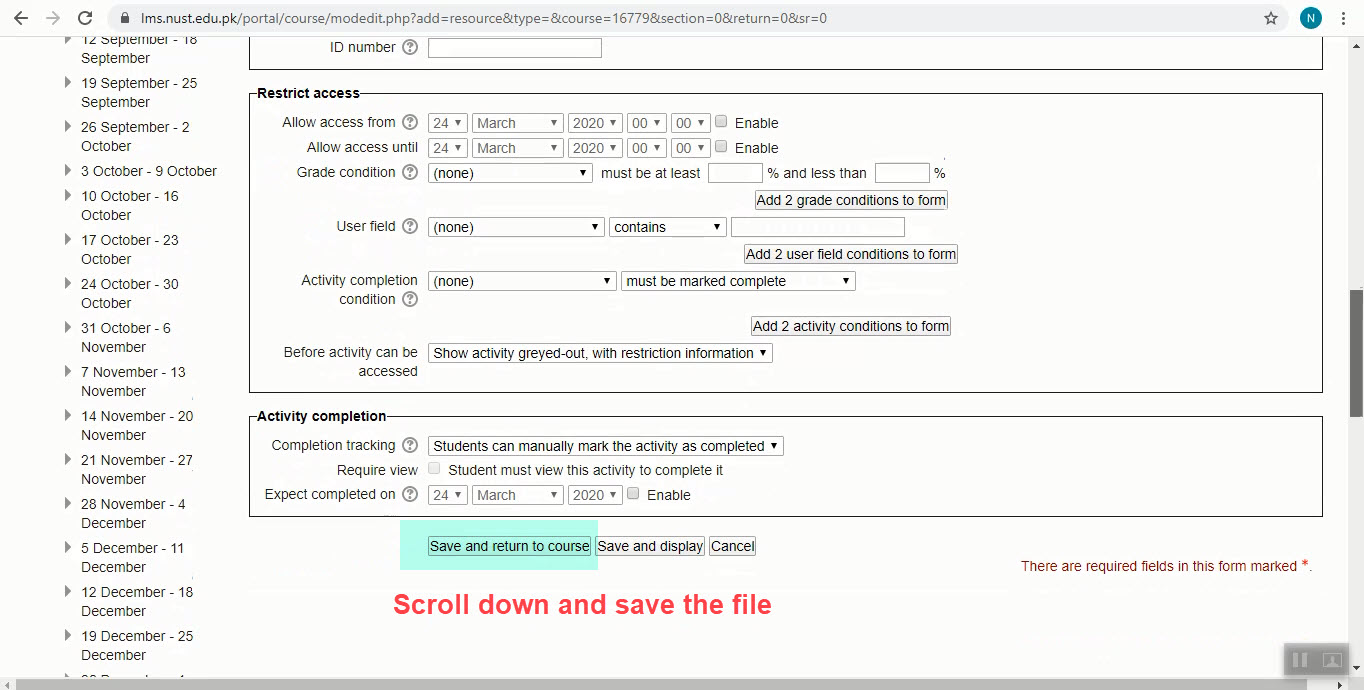 lms.nust.edu.pk/portal/course/modedit.php?add=resource&type=&course=16779&section=0&return=0&sr=0
N
12 September - 18
September
19 September - 25
September
26 September - 2
October
3 October - 9 October
10 October - 16
October
17 October - 23
October
24 October - 30
October
31 October - 6
November
7 November - 13
November
14 November - 20
November
21 November - 27
November
28 November - 4
December
5 December - 11
December
12 December - 18
December
19 December - 25
December
ID number
Restrict access
Allow access from 24 March 2020 00 00 Enable
Allow access until 24 March 2020 00 00 Enable
Grade condition (none) must be at least % and less than %
Add 2 grade conditions to form
User field (none) contains
Add 2 user field conditions to form
Activity completion
condition (none) must be marked complete
Add 2 activity conditions to form
Before activity can be
accessed Show activity greyed-out, with restriction information
Activity completion
Completion tracking Students can manually mark the activity as completed
Require view Student must view this activity to complete it
Expect completed on 24 March 2020 Enable
Save and return to course Save and display Cancel
There are required fields in this form marked *.
Scroll down and save the file